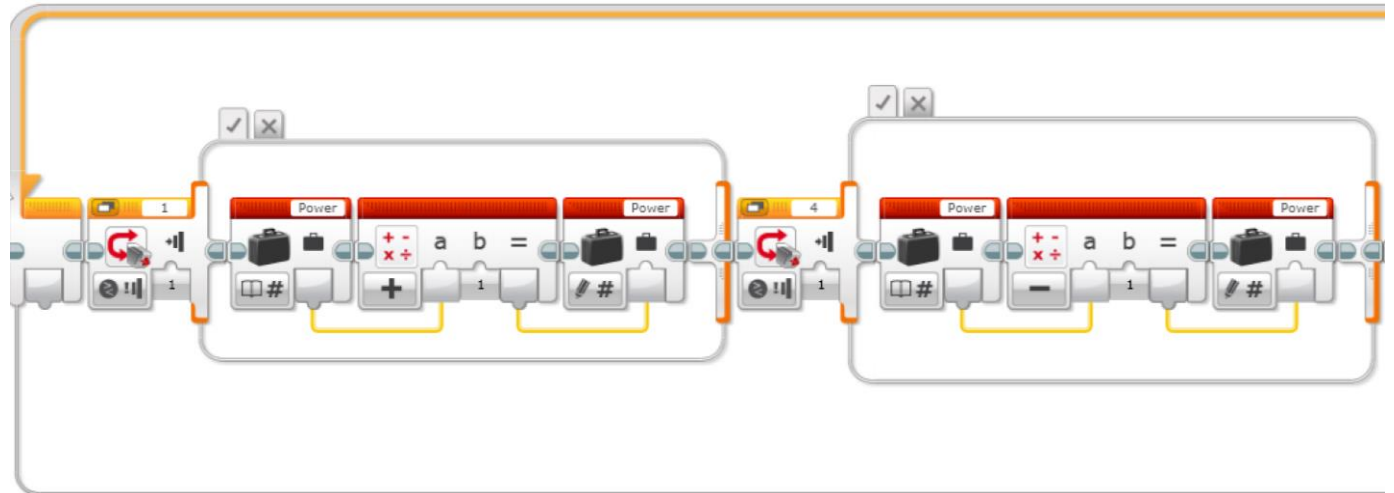 1 Power Power 4 Power Power
a b = a b =
# + 1 # # − 1 #
1 1